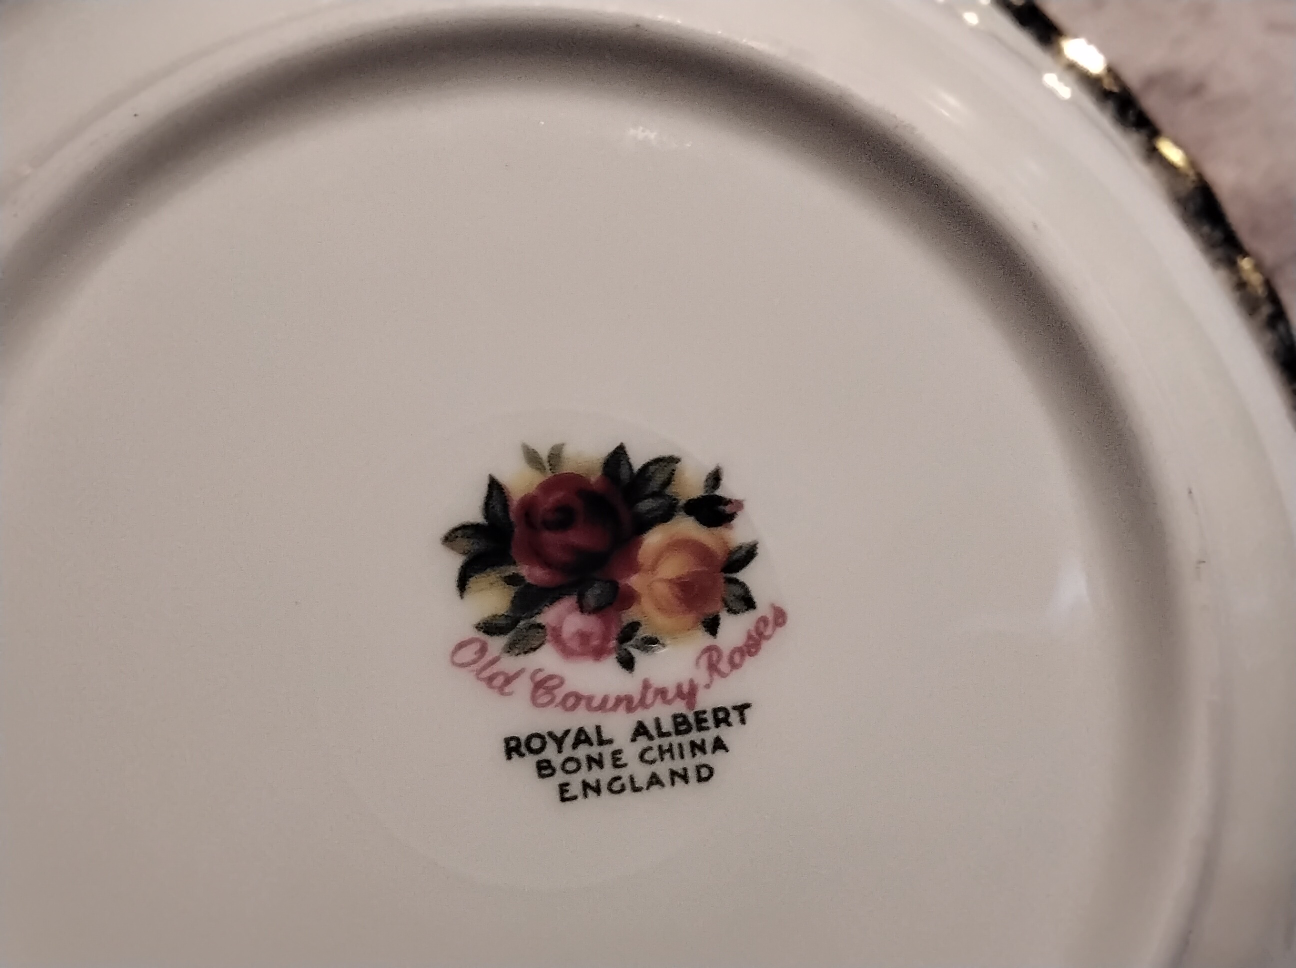 Old Country Roses
ROYAL ALBERT
BONE CHINA
ENGLAND